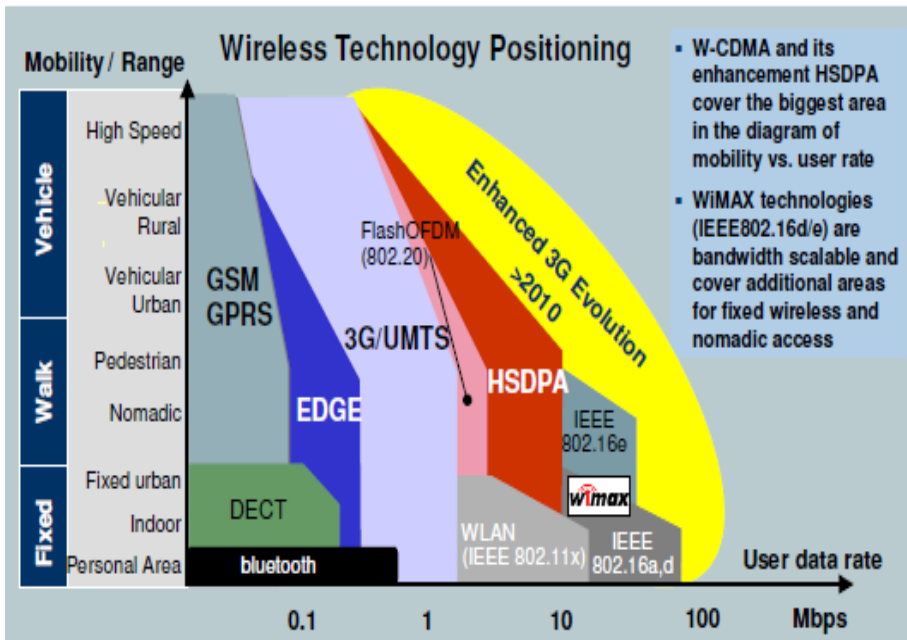 Wireless Technology Positioning
Mobility / Range
Vehicle
Walk
Fixed
High Speed
Vehicular
Rural
Vehicular
Urban
Pedestrian
Nomadic
Fixed urban
Indoor
Personal Area
GSM
GPRS
EDGE
DECT
bluetooth
3G/UMTS
FlashOFDM
(802.20)
HSDPA
Enhanced 3G Evolution
>2010
IEEE
802.16e
wimax
WLAN
(IEEE 802.11x)
IEEE
802.16a,d
User data rate
0.1
1
10
100
Mbps
▪ W-CDMA and its
enhancement HSDPA
cover the biggest area
in the diagram of
mobility vs. user rate
▪ WiMAX technologies
(IEEE802.16d/e) are
bandwidth scalable and
cover additional areas
for fixed wireless and
nomadic access